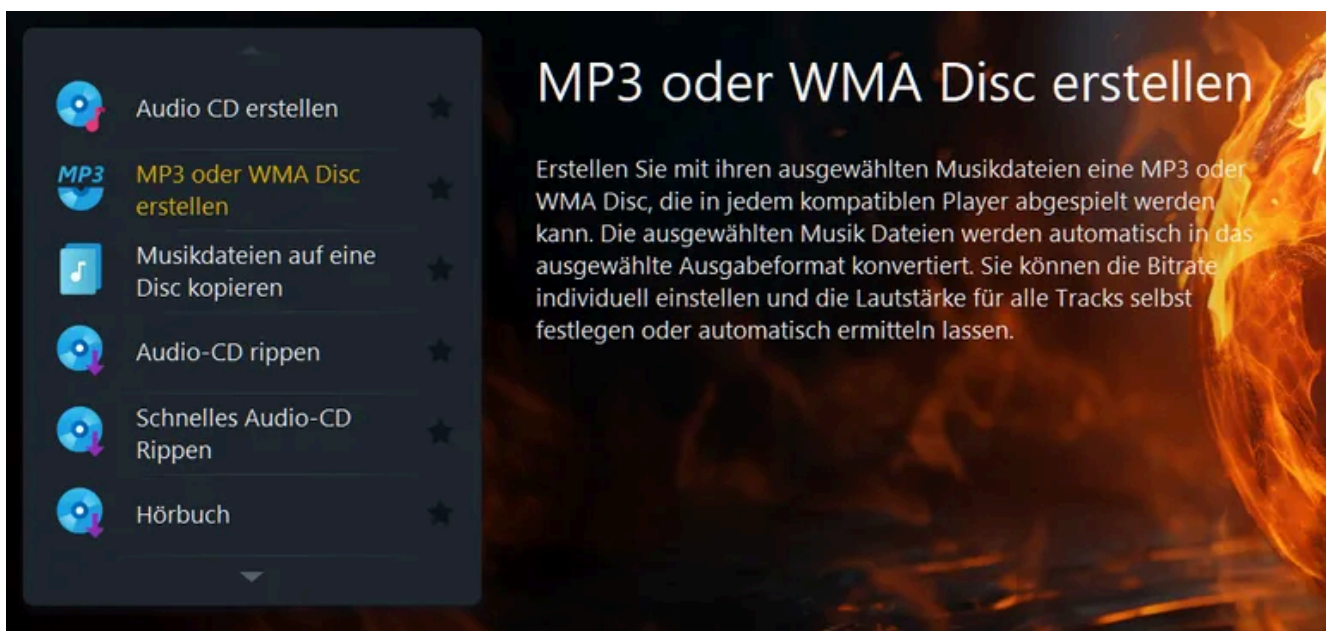 Audio CD erstellen
MP3
MP3 oder WMA Disc
erstellen
Musikdateien auf eine
Disc kopieren
Audio-CD rippen
Schnelles Audio-CD
Rippen
Hörbuch
MP3 oder WMA Disc erstellen
Erstellen Sie mit ihren ausgewählten Musikdateien eine MP3 oder
WMA Disc, die in jedem kompatiblen Player abgespielt werden
kann. Die ausgewählten Musik Dateien werden automatisch in das
ausgewählte Ausgabeformat konvertiert. Sie können die Bitrate
individuell einstellen und die Lautstärke für alle Tracks selbst
festlegen oder automatisch ermitteln lassen.